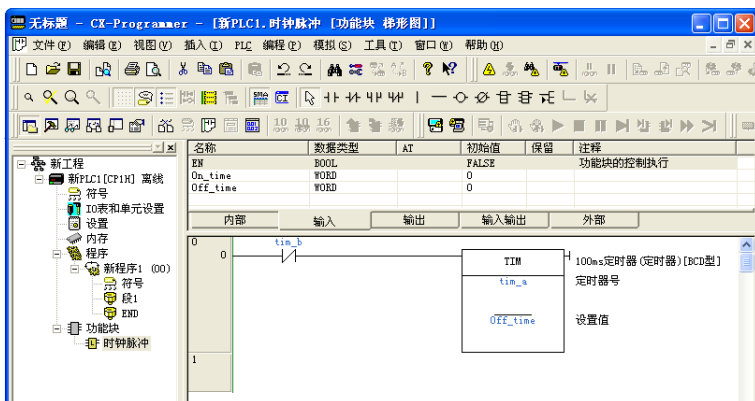 无标题 - CX-Programmer - [新PLC1.时钟脉冲 [功能块 梯形图]]
文件(F) 编辑(E) 视图(V) 插入(I) PLC 编程(P) 模拟(S) 工具(T) 窗口(W) 帮助(H)
10 10 16
名称 数据类型 AT 初始值 保留 注释
EN BOOL FALSE 功能块的控制执行
On_time WORD 0
Off_time WORD 0
内部 输入 输出 输入输出 外部
新工程
新PLC1[CP1H] 离线
符号
IO表和单元设置
设置
内存
程序
新程序1 (00)
符号
段1
END
功能块
时钟脉冲
0
0
tim_b
TIM
100ms定时器(定时器)[BCD型]
tim_a
定时器号
Off_time
设置值
1